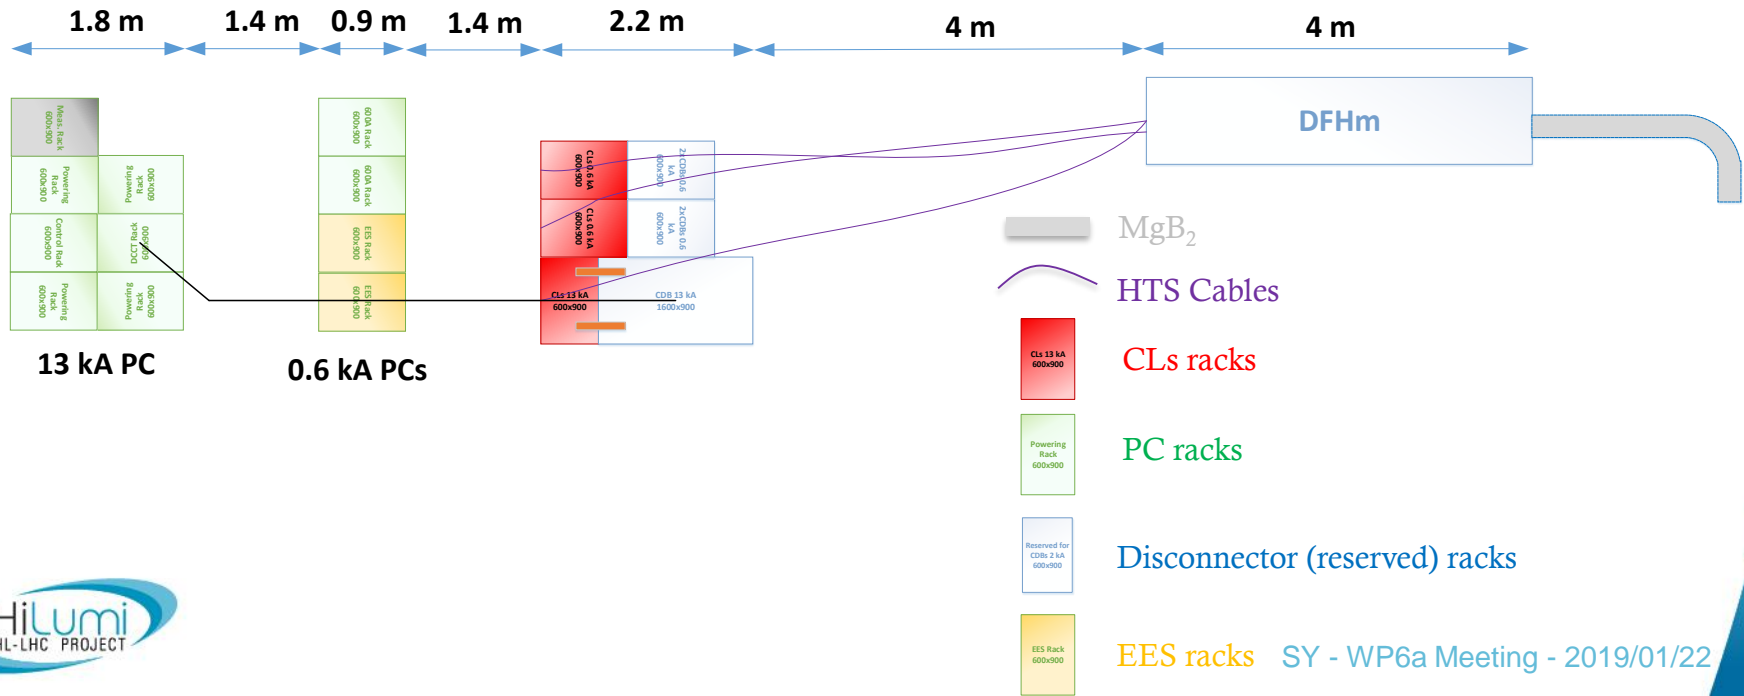 1.8 m
1.4 m
0.9 m
1.4 m
2.2 m
4 m
4 m
Meas. Rack
600x900
Powering
Rack
600x900
Powering
Rack
600x900
Control Rack
600x900
DCCT Rack
600x900
Powering
Rack
600x900
Powering
Rack
600x900
13 kA PC
600A Rack
600x900
600A Rack
600x900
EES Rack
600x900
EES Rack
600x900
0.6 kA PCs
CLs 0.6 kA
600x900
2xCDBs 0.6
kA
600x900
CLs 0.6 kA
600x900
2xCDBs 0.6
kA
600x900
CLs 13 kA
600x900
CDB 13 kA
1600x900
DFHm
MgB2
HTS Cables
CLs 13 kA
600x900
CLs racks
Powering
Rack
600x900
PC racks
Reserved for
CDBs 2 kA
600x900
Disconnector (reserved) racks
EES Rack
600x900
EES racks
SY - WP6a Meeting - 2019/01/22
HiLumi
HL-LHC PROJECT